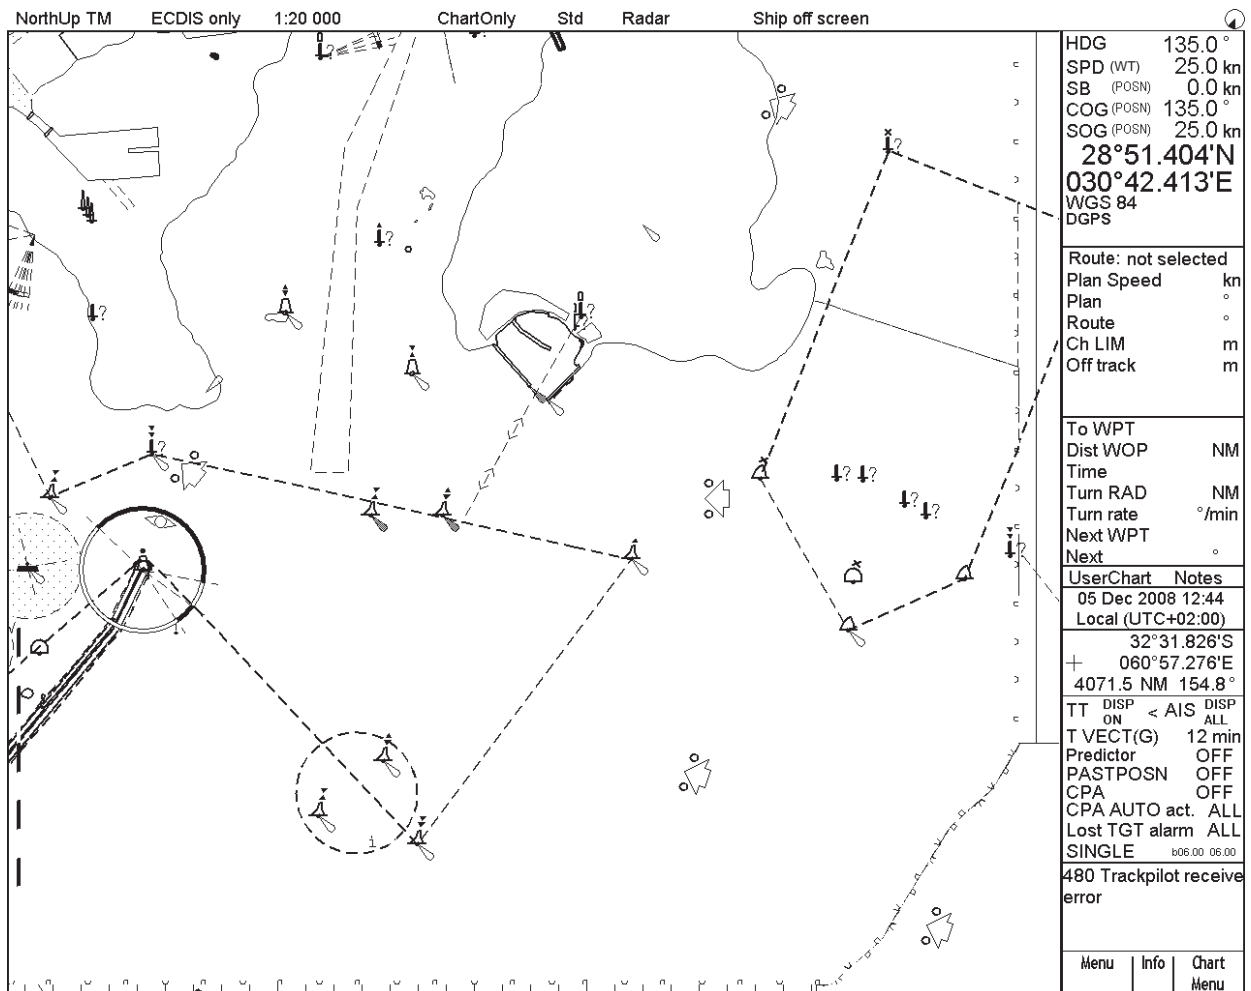 NorthUp TM ECDIS only 1:20 000 ChartOnly Std Radar Ship off screen
HDG 135.0 °
SPD (WT) 25.0 kn
SB (POSN) 0.0 kn
COG (POSN) 135.0 °
SOG (POSN) 25.0 kn
28°51.404'N
030°42.413'E
WGS 84
DGPS
Route: not selected
Plan Speed kn
Plan °
Route °
Ch LIM m
Off track m
To WPT
Dist WOP NM
Time
Turn RAD NM
Turn rate °/min
Next WPT
Next °
UserChart Notes
05 Dec 2008 12:44
Local (UTC+02:00)
32°31.826'S
060°57.276'E
4071.5 NM 154.8°
TT DISP ON < AIS DISP ALL
T VECT(G) 12 min
Predictor OFF
PASTPOSN OFF
CPA OFF
CPA AUTO act. ALL
Lost TGT alarm ALL
SINGLE b06.00 06.00
480 Trackpilot receive
error
Menu Info Chart
Menu
?
?
?
?
?
?
?
?
? ?
?
?
?
i